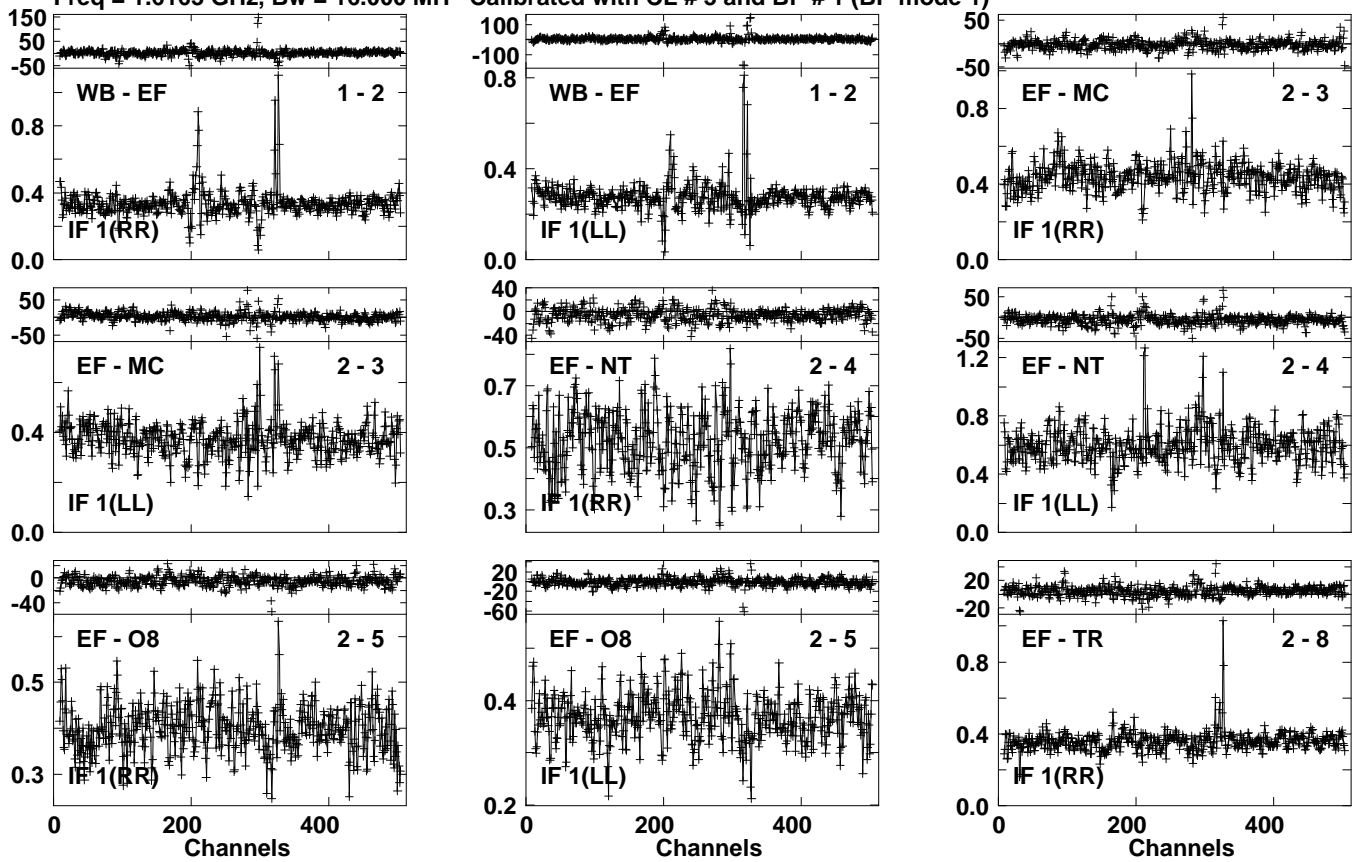 Freq = GHz, Bw = MH Calibrated with CL # and BP # 1 (BP mode 1)
150
50
-50
WB - EF 1 - 2
0.8
0.4
IF 1(RR)
0.0
100
-100
0.8
WB - EF 1 - 2
0.4
IF 1(LL)
0.0
50
-50
EF - MC 2 - 3
0.8
0.4
IF 1(RR)
0.0
50
-50
EF - MC 2 - 3
0.4
IF 1(LL)
0.0
40
0
-40
EF - NT 2 - 4
0.7
0.5
IF 1(RR)
0.3
50
0
-50
1.2
EF - NT 2 - 4
0.8
0.4
IF 1(LL)
0.0
0
-40
EF - O8 2 - 5
0.5
0.3
IF 1(RR)
0 200 400
Channels
20
-20
-60
EF - O8 2 - 5
0.4
IF 1(LL)
0.2
0 200 400
Channels
20
-20
EF - TR 2 - 8
0.8
0.4
IF 1(RR)
0.0
0 200 400
Channels